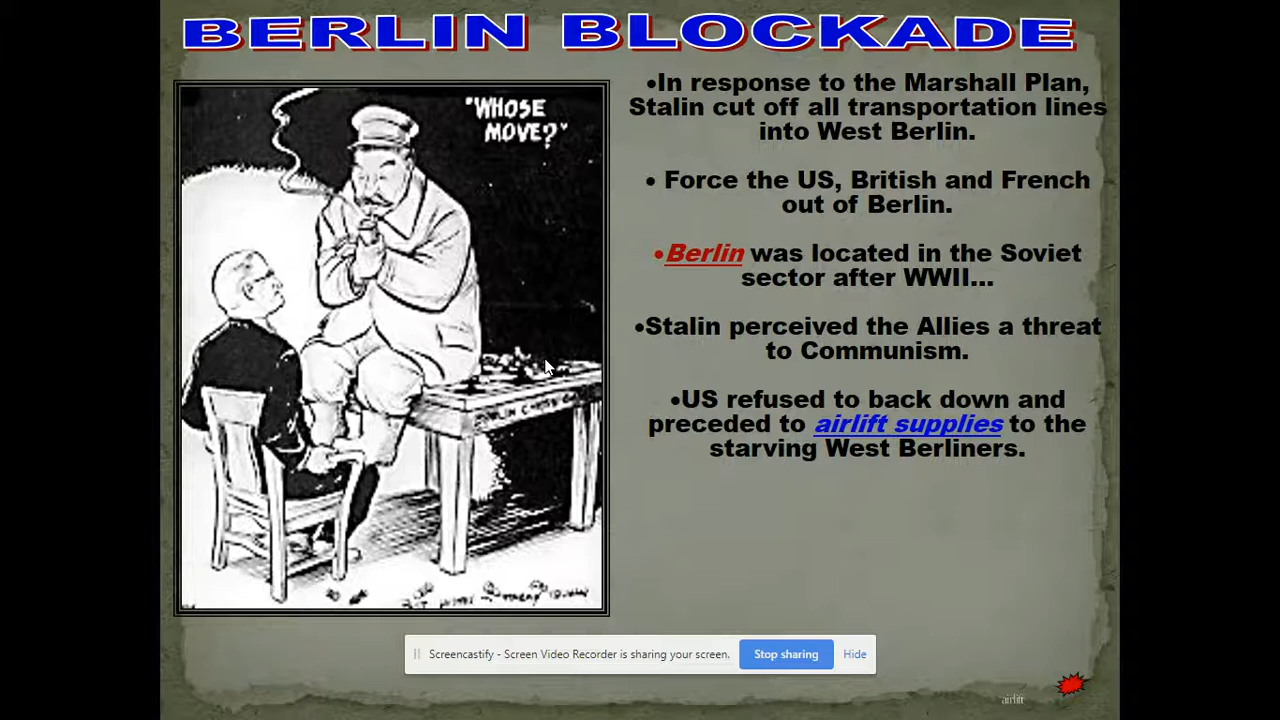 BERLIN BLOCKADE
"WHOSE
MOVE?"
•In response to the Marshall Plan,
Stalin cut off all transportation lines
into West Berlin.
• Force the US, British and French
out of Berlin.
•Berlin was located in the Soviet
sector after WWII...
•Stalin perceived the Allies a threat
to Communism.
•US refused to back down and
preceded to airlift supplies to the
starving West Berliners.
Screencastify - Screen Video Recorder is sharing your screen.
Stop sharing
Hide
airlift